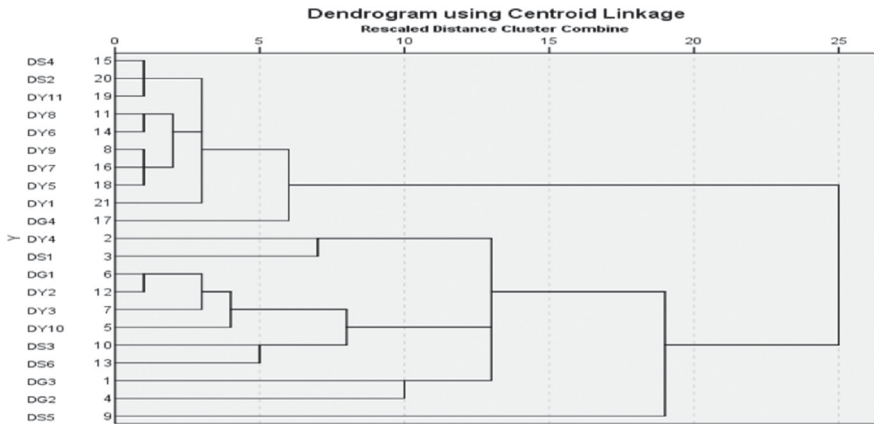 Dendrogram using Centroid Linkage
Rescaled Distance Cluster Combine
0 5 10 15 20 25
DS4 15
DS2 20
DY11 19
DY8 11
DY6 14
DY9 8
DY7 16
DY5 18
DY1 21
DG4 17
Y
DY4 2
DS1 3
DG1 6
DY2 12
DY3 7
DY10 5
DS3 10
DS6 13
DG3 1
DG2 4
DS5 9